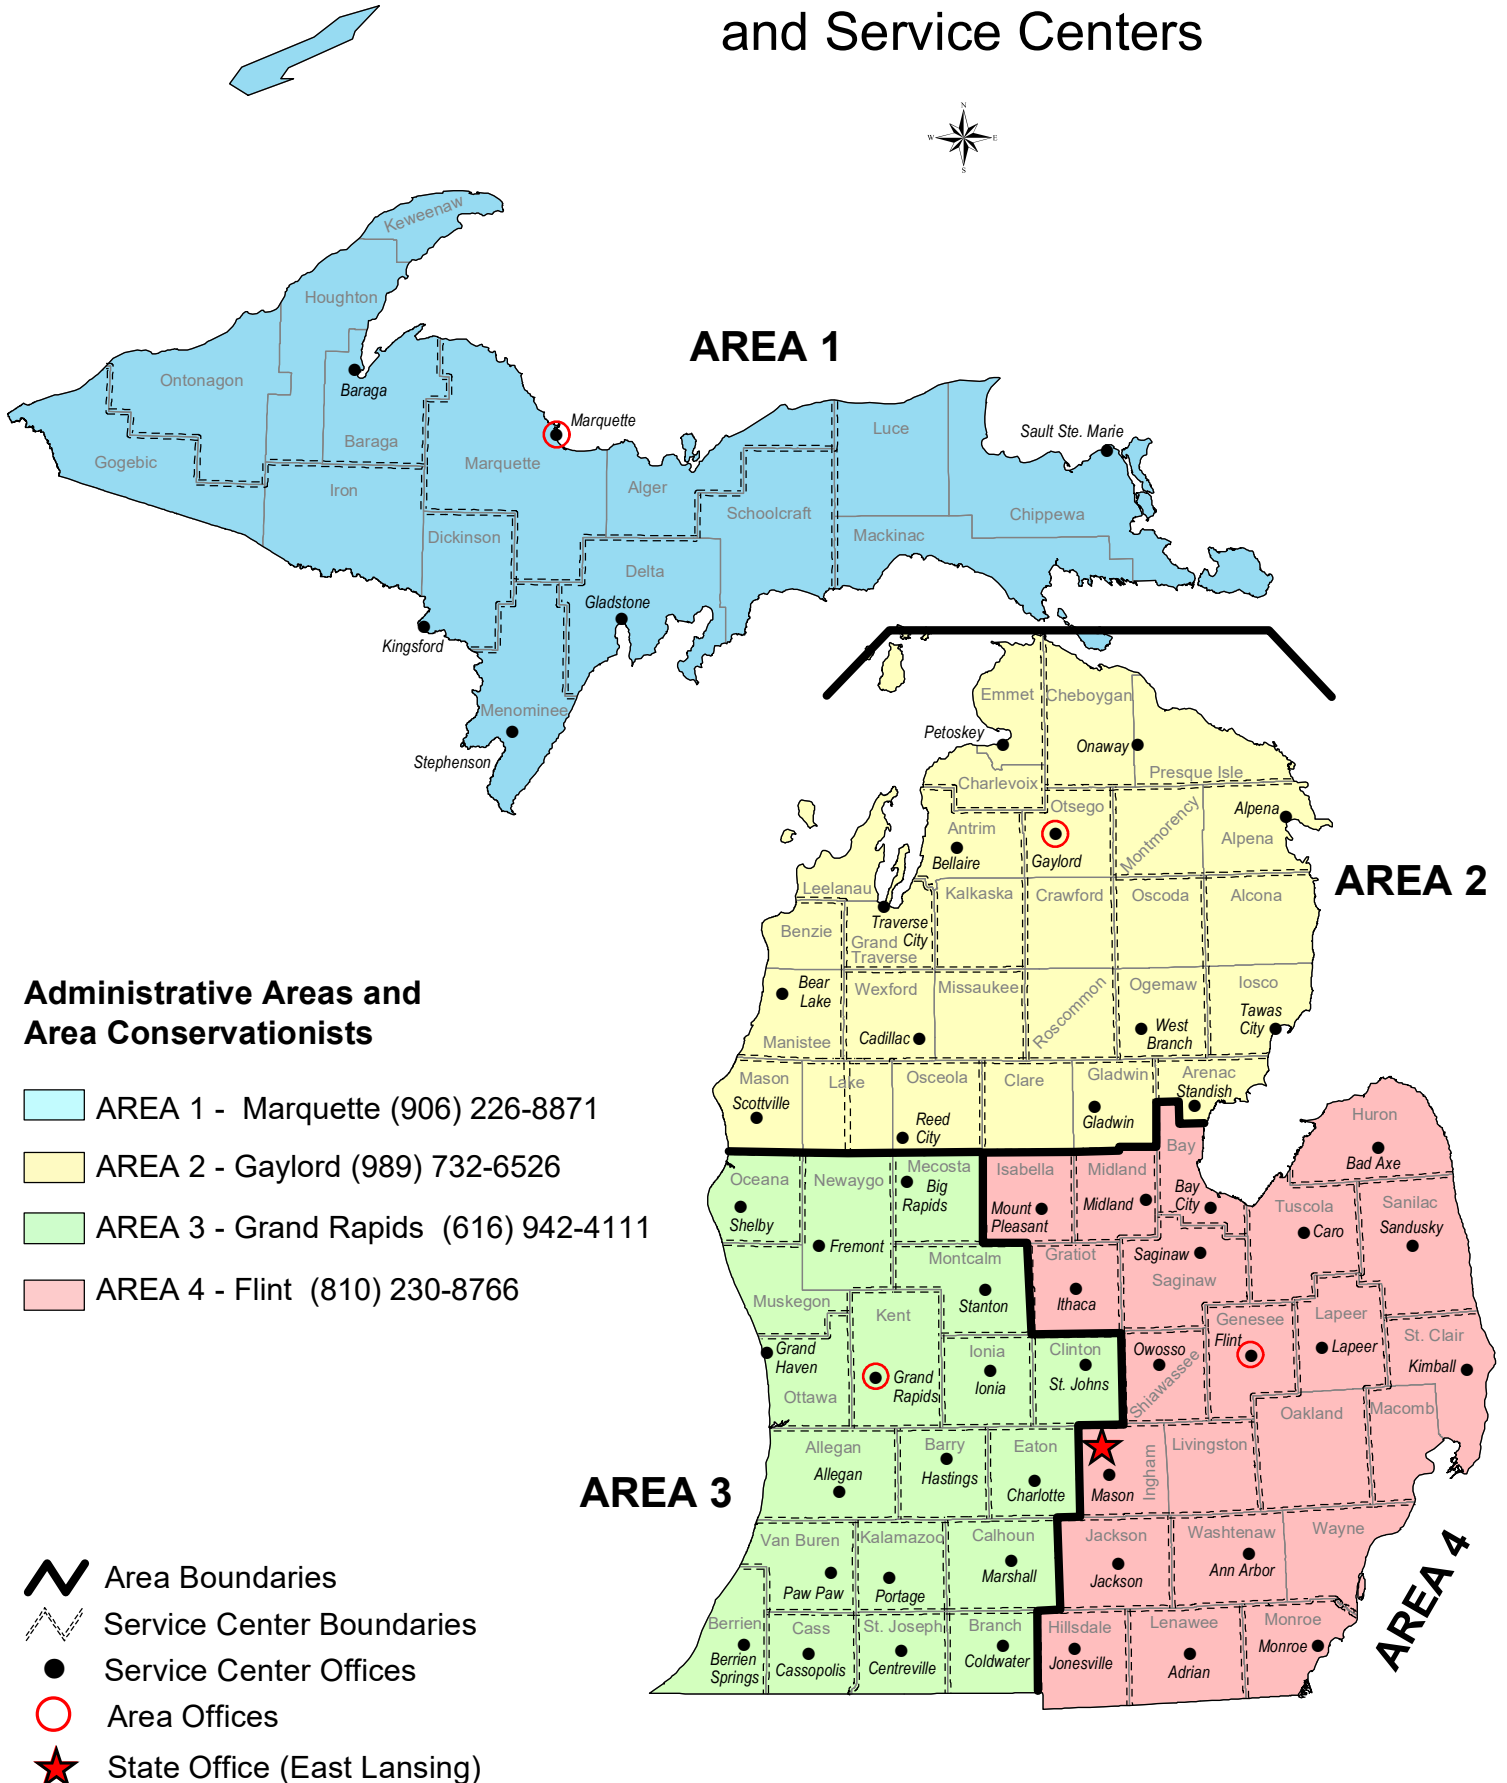 and Service Centers
N
W E
S
Keweenaw
Houghton
AREA 1
Ontonagon
Baraga
Marquette
Luce
Sault Ste. Marie
Baraga
Gogebic
Marquette
Iron
Alger
Schoolcraft
Chippewa
Dickinson
Mackinac
Delta
Gladstone
Kingsford
Menominee
Stephenson
Emmet
Cheboygan
Petoskey
Onaway
Presque Isle
Charlevoix
Otsego
Montmorency
Alpena
Antrim
Alpena
Bellaire
Gaylord
AREA 2
Leelanau
Kalkaska
Crawford
Oscoda
Alcona
Traverse
City
Benzie
Grand
Traverse
Bear
Lake
Wexford
Missaukee
Roscommon
Ogemaw
Iosco
Tawas
City
West
Branch
Cadillac
Manistee
Mason
Lake
Osceola
Clare
Gladwin
Arenac
Scottville
Reed
City
Gladwin
Standish
Administrative Areas and
Area Conservationists
AREA 1 - Marquette (906) 226-8871
AREA 2 - Gaylord (989) 732-6526
AREA 3 - Grand Rapids (616) 942-4111
AREA 4 - Flint (810) 230-8766
Huron
Bad Axe
Bay
Oceana
Newaygo
Mecosta
Isabella
Midland
Big
Rapids
Bay
City
Midland
Tuscola
Sanilac
Shelby
Mount
Pleasant
Caro
Sandusky
Fremont
Montcalm
Gratiot
Saginaw
Saginaw
Muskegon
Stanton
Ithaca
Kent
Genesee
Lapeer
St. Clair
Grand
Haven
Ionia
Clinton
Owosso
Flint
Lapeer
Kimball
Grand
Rapids
Ionia
St. Johns
Shiawassee
Ottawa
Oakland
Macomb
Allegan
Barry
Eaton
Ingham
Livingston
Allegan
Hastings
Charlotte
Mason
AREA 3
Van Buren
Kalamazoo
Calhoun
Jackson
Washtenaw
Wayne
Paw Paw
Portage
Marshall
Jackson
Ann Arbor
AREA 4
Berrien
Cass
St. Joseph
Branch
Hillsdale
Lenawee
Monroe
Berrien
Springs
Cassopolis
Centreville
Coldwater
Jonesville
Adrian
Monroe
Area Boundaries
Service Center Boundaries
Service Center Offices
Area Offices
State Office (East Lansing)